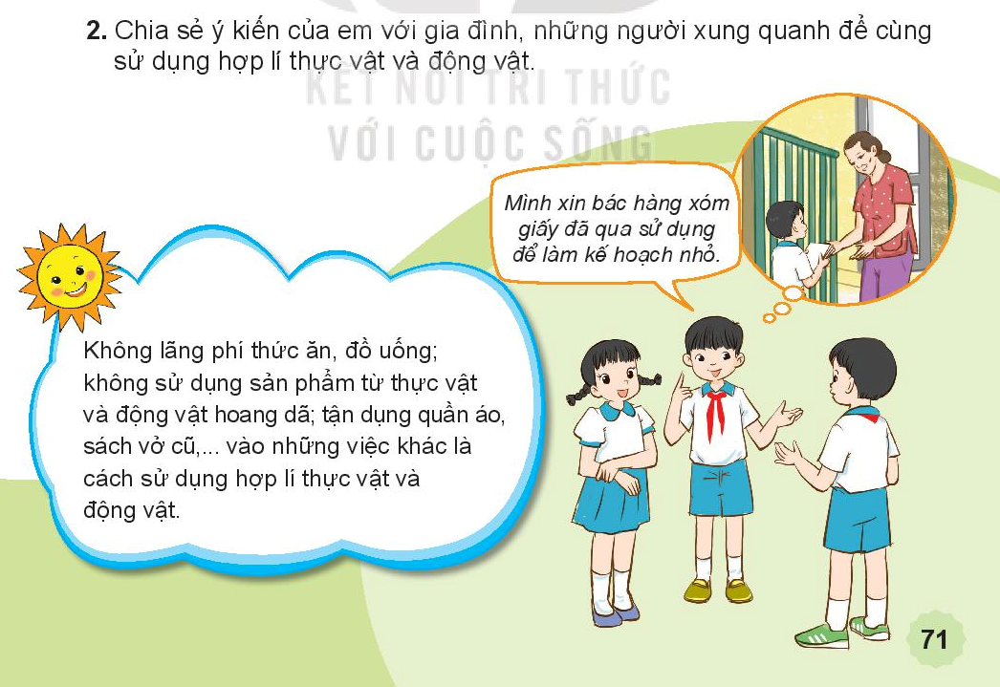 2. Chia sẻ ý kiến của em với gia đình, những người xung quanh để cùng
sử dụng hợp lí thực vật và động vật.
KẾT NỐI TRI THỨC
VỚI CUỘC SỐNG
Mình xin bác hàng xóm
giấy đã qua sử dụng
để làm kế hoạch nhỏ.
Không lãng phí thức ăn, đồ uống;
không sử dụng sản phẩm từ thực vật
và động vật hoang dã; tận dụng quần áo,
sách vở cũ,... vào những việc khác là
cách sử dụng hợp lí thực vật và
động vật.
71